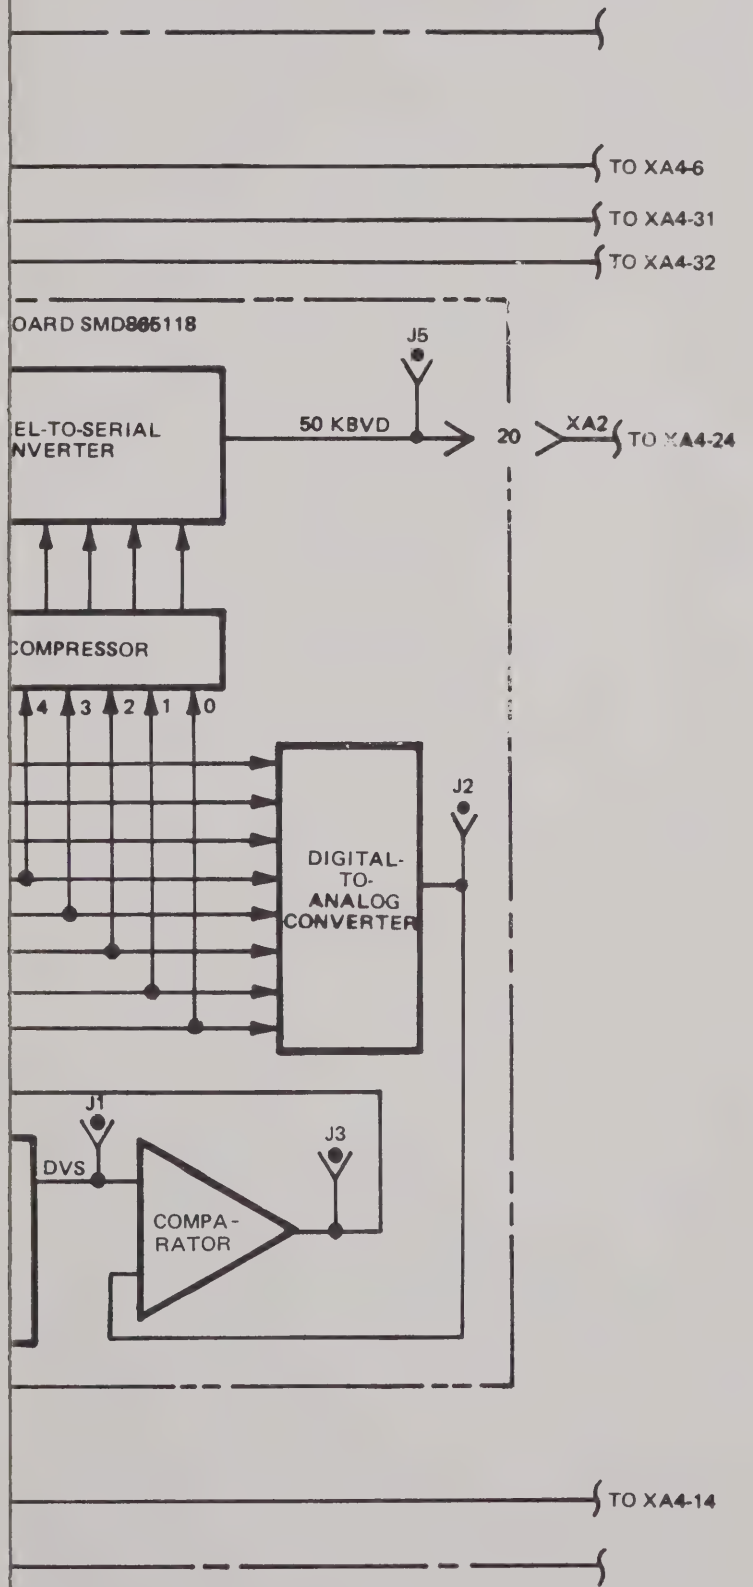 TO XA4-6
TO XA4-31
TO XA4-32
OARD SMD865118
J5
EL-TO-SERIAL
NVERTER
50 KBVD
20
XA2
TO XA4-24
COMPRESSOR
4 3 2 1 0
J2
DIGITAL-
TO-
ANALOG
CONVERTER
J1
J3
DVS
COMPA-
RATOR
TO XA4-14